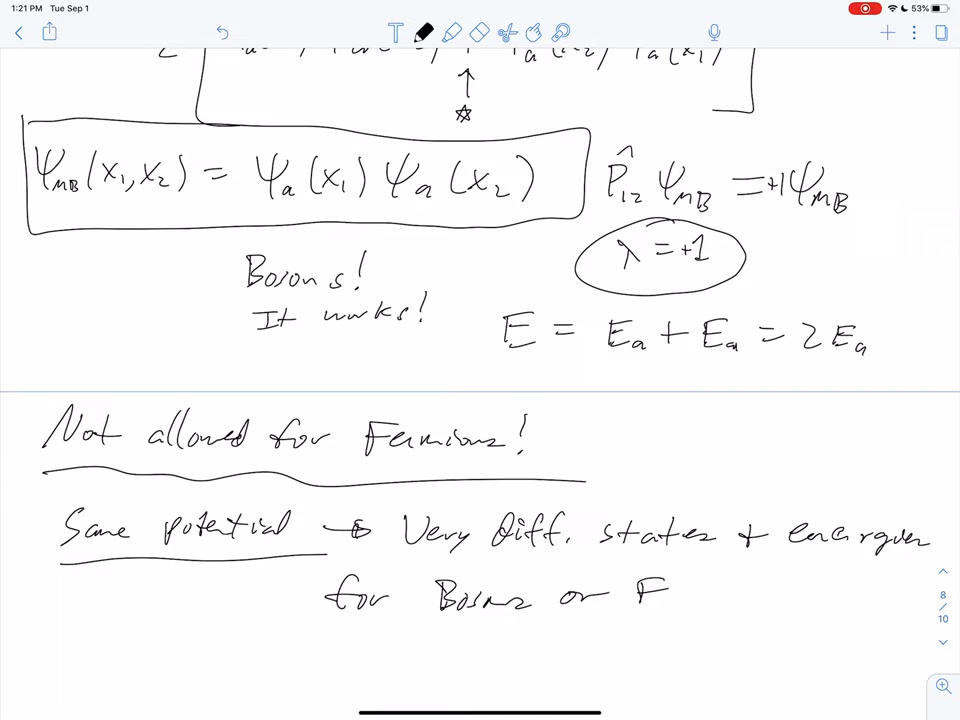 1:21 PM Tue Sep 1
53%
Ψ_MB (x₁, x₂) = Ψ_a (x₁) Ψ_a (x₂)
P̂₁₂ Ψ_MB = +1 Ψ_MB
λ = +1
Bosons!
It works!
E = E_a + E_a = 2 E_a
Not allowed for Fermions!
Same potential → Very Diff. states + energies
for Bosons or F
8
/
10